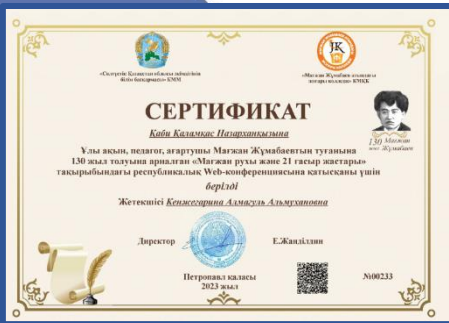 «Солтүстік Қазақстан облысы әкімдігінің
білім басқармасы» КММ
«Мағжан Жұмабаев атындағы
жоғары колледжі» КМҚК
СЕРТИФИКАТ
Қаби Қаламқас Назарханқызына
130 Мағжан
жыл Жұмабаев
Ұлы ақын, педагог, ағартушы Мағжан Жұмабаевтың туғанына
130 жыл толуына арналған «Мағжан рухы және 21 ғасыр жастары»
тақырыбындағы республикалық Web-конференциясына қатысқаны үшін
берілді
Жетекшісі Кенжегарина Алмагуль Альмухановна
Директор Е.Жанділдин
Петропавл қаласы
2023 жыл
№00233